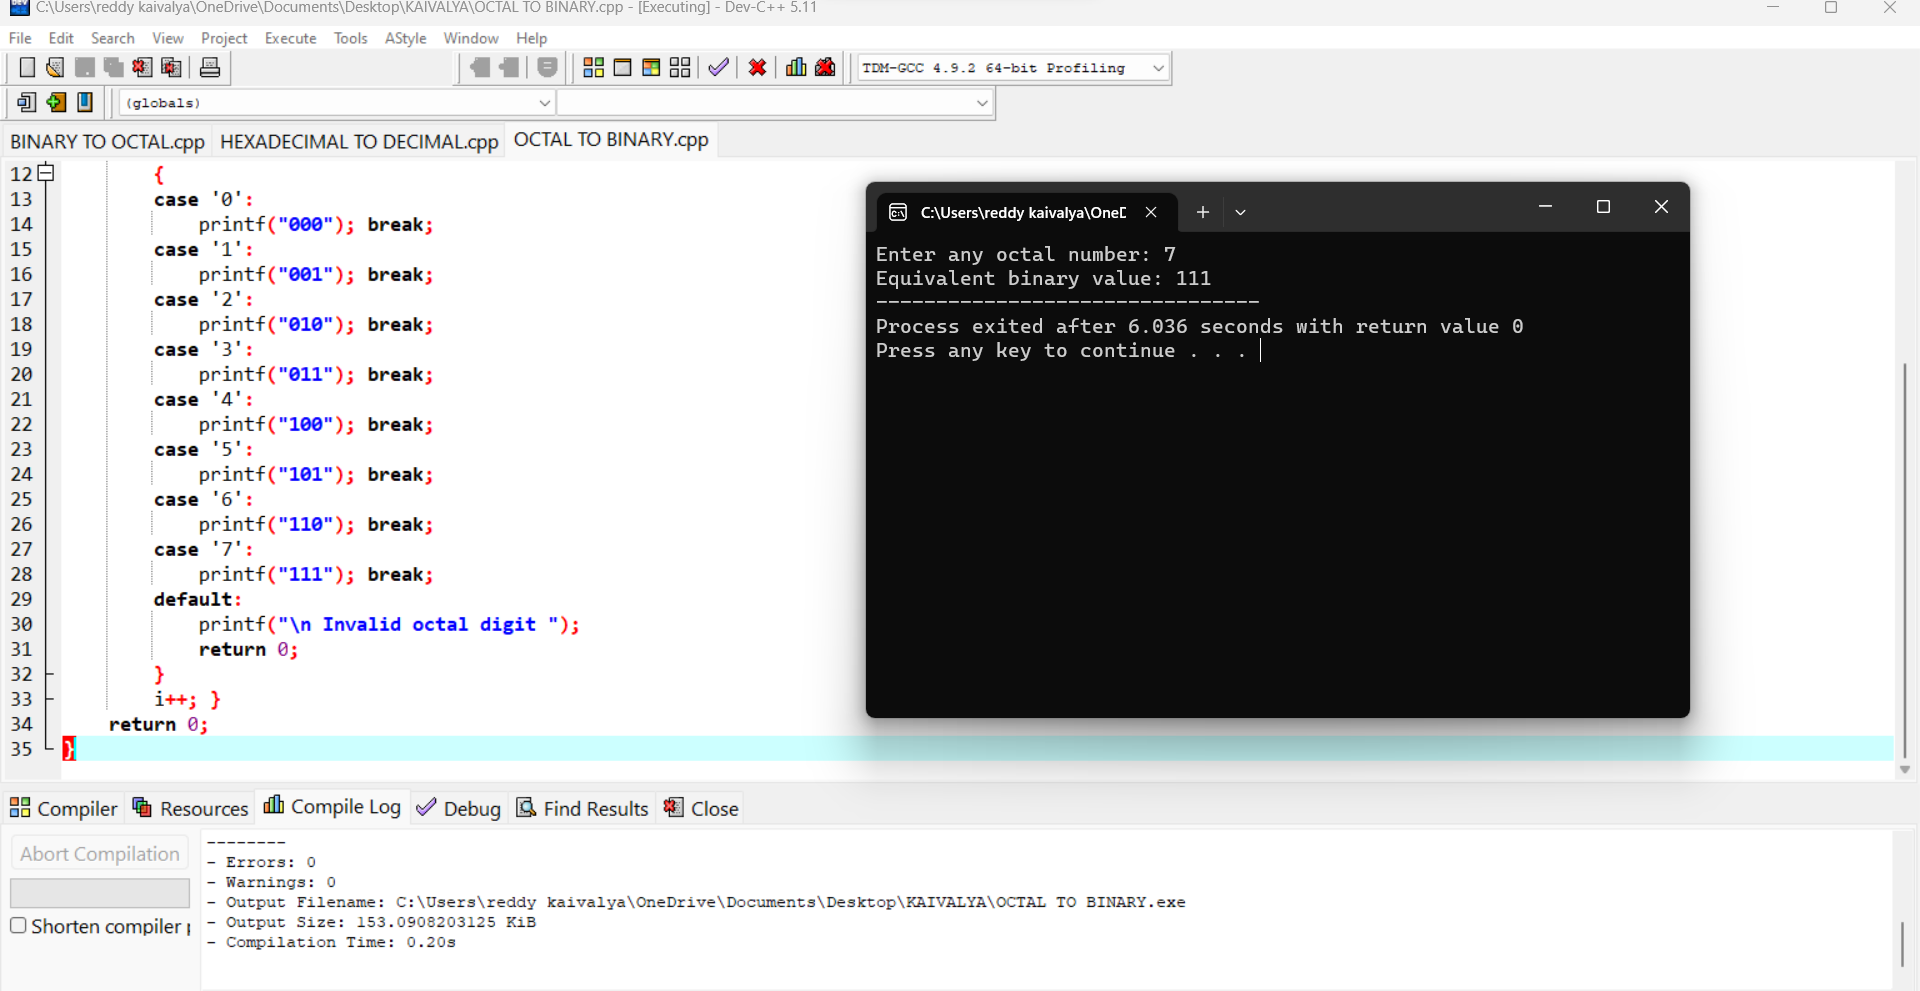 C:\Users\reddy kaivalya\OneDrive\Documents\Desktop\KAIVALYA\OCTAL TO BINARY.cpp - [Executing] - Dev-C++ 5.11
File Edit Search View Project Execute Tools AStyle Window Help
TDM-GCC 4.9.2 64-bit Profiling
(globals)
BINARY TO OCTAL.cpp HEXADECIMAL TO DECIMAL.cpp OCTAL TO BINARY.cpp
12 {
13 case '0':
14 printf("000"); break;
15 case '1':
16 printf("001"); break;
17 case '2':
18 printf("010"); break;
19 case '3':
20 printf("011"); break;
21 case '4':
22 printf("100"); break;
23 case '5':
24 printf("101"); break;
25 case '6':
26 printf("110"); break;
27 case '7':
28 printf("111"); break;
29 default:
30 printf("\n Invalid octal digit ");
31 return 0;
32 }
33 i++; }
34 return 0;
35 }
C:\Users\reddy kaivalya\OneD
Enter any octal number: 7
Equivalent binary value: 111
--------------------------------
Process exited after 6.036 seconds with return value 0
Press any key to continue . . .
Compiler Resources Compile Log Debug Find Results Close
Abort Compilation
Shorten compiler
--------
- Errors: 0
- Warnings: 0
- Output Filename: C:\Users\reddy kaivalya\OneDrive\Documents\Desktop\KAIVALYA\OCTAL TO BINARY.exe
- Output Size: 153.0908203125 KiB
- Compilation Time: 0.20s